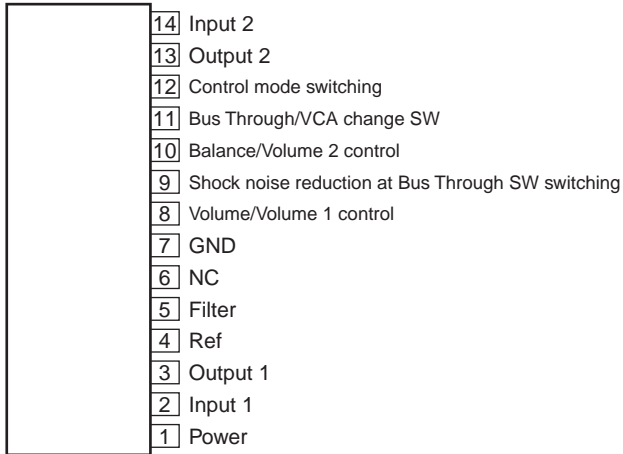 14 Input 2
13 Output 2
12 Control mode switching
11 Bus Through/VCA change SW
10 Balance/Volume 2 control
9 Shock noise reduction at Bus Through SW switching
8 Volume/Volume 1 control
7 GND
6 NC
5 Filter
4 Ref
3 Output 1
2 Input 1
1 Power